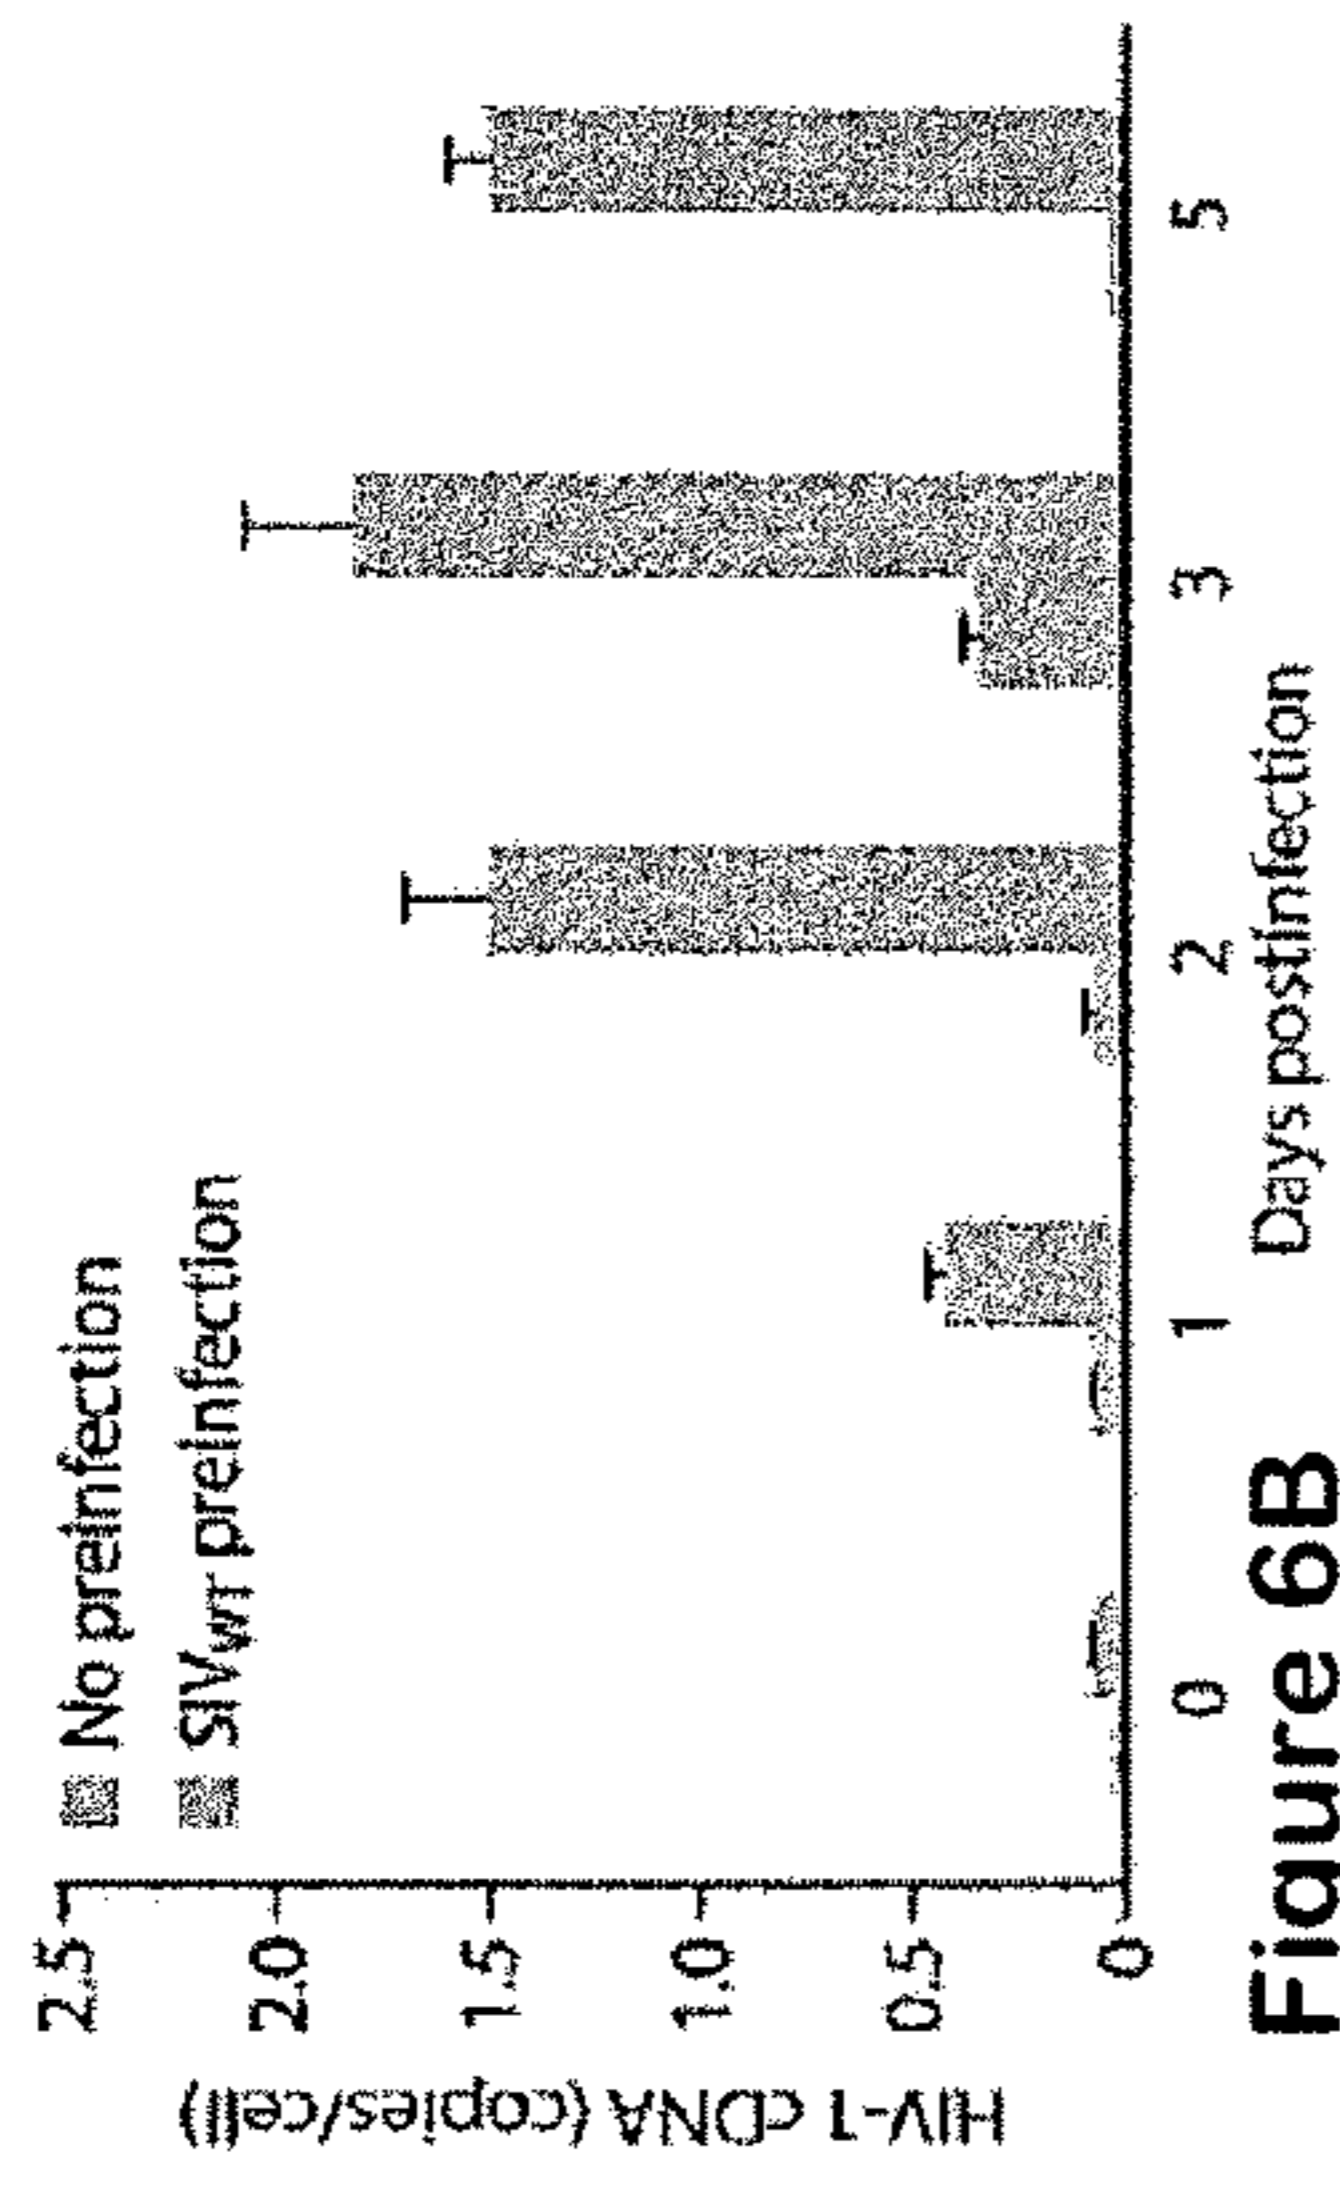 No preinfection
SIVWT preinfection
HIV-1 cDNA (copies/cell)
2.5
2.0
1.5
1.0
0.5
0
0 1 2 3 5
Days postinfection
Figure 6B